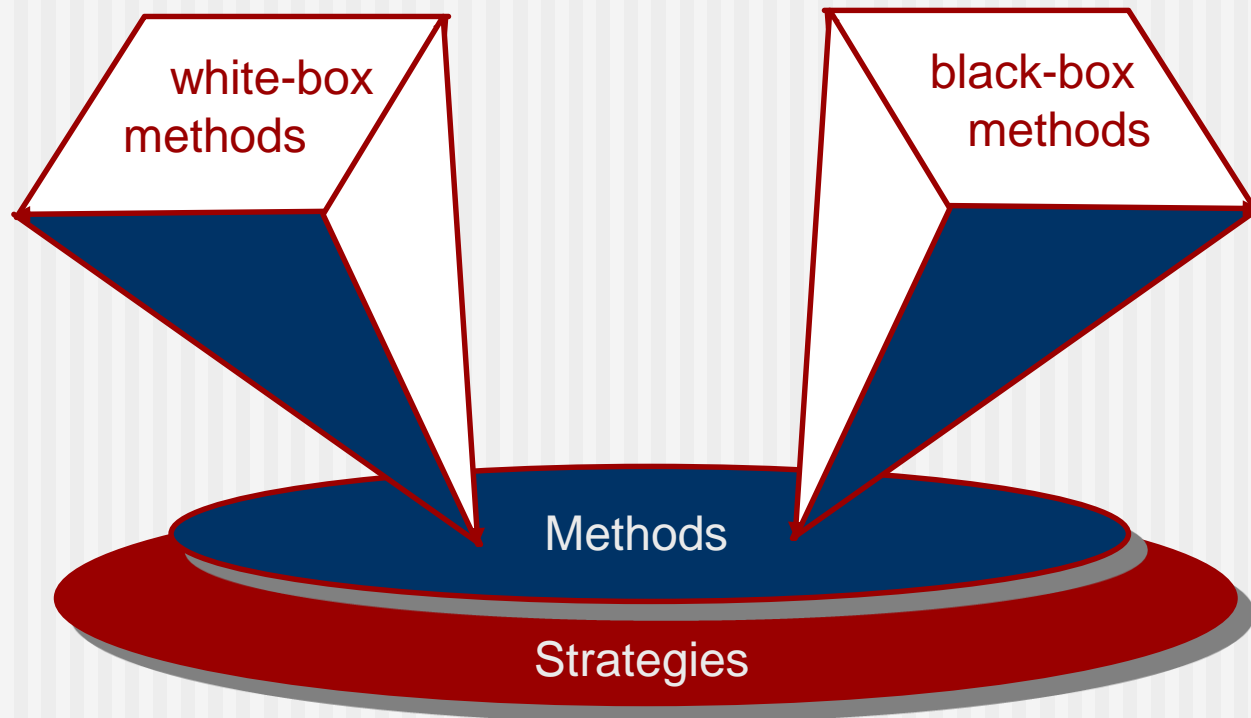 white-box
methods
black-box
methods
Methods
Strategies